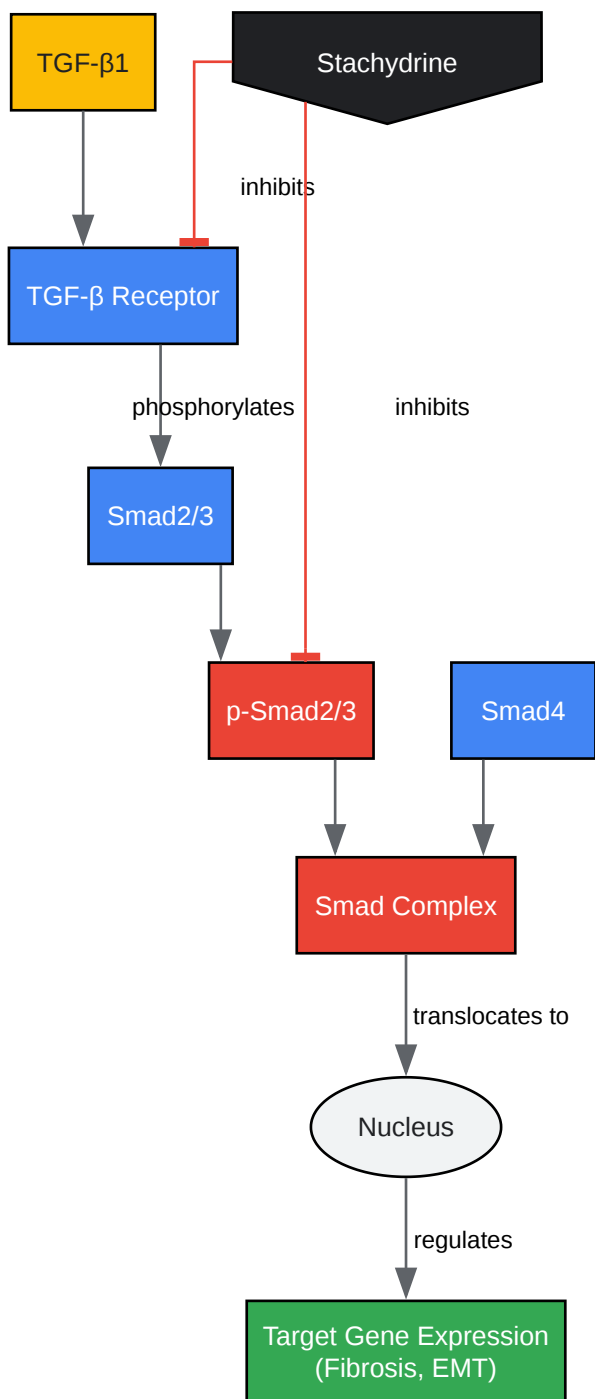 TGF-β1
Stachydrine
inhibits
TGF-β Receptor
phosphorylates
inhibits
Smad2/3
p-Smad2/3
Smad4
Smad Complex
translocates to
Nucleus
regulates
Target Gene Expression
(Fibrosis, EMT)